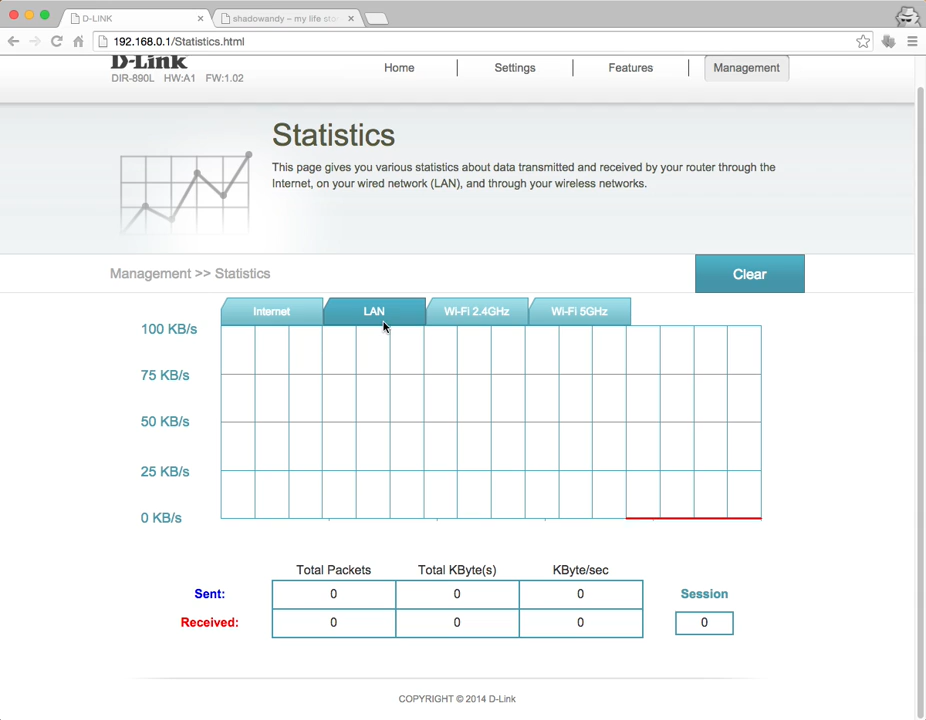 D-LINK
shadowandy – my life sto
192.168.0.1/Statistics.html
D-Link
DIR-890L HW:A1 FW:1.02
Home
Settings
Features
Management
Statistics
This page gives you various statistics about data transmitted and received by your router through the
Internet, on your wired network (LAN), and through your wireless networks.
Management >> Statistics
Clear
Internet
LAN
Wi-Fi 2.4GHz
Wi-Fi 5GHz
100 KB/s
75 KB/s
50 KB/s
25 KB/s
0 KB/s
Total Packets
Total KByte(s)
KByte/sec
Sent:
0
0
0
Session
Received:
0
0
0
0
COPYRIGHT © 2014 D-Link